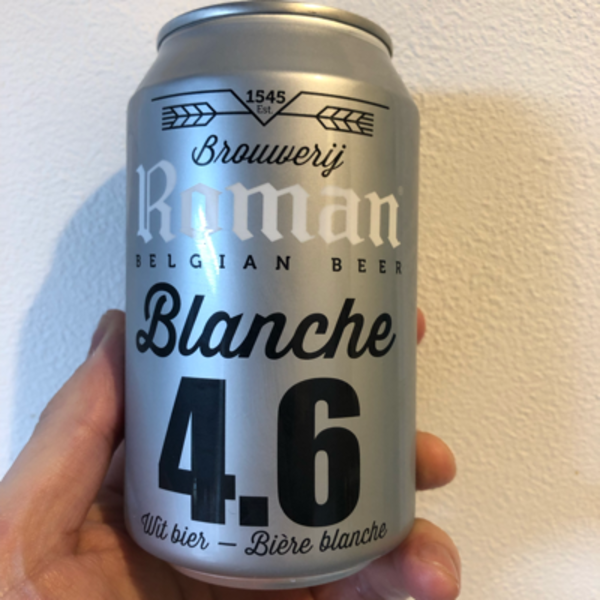 1545
Est.
Brouwerij
Roman
BELGIAN BEER
Blanche
4.6
Wit bier – Bière blanche